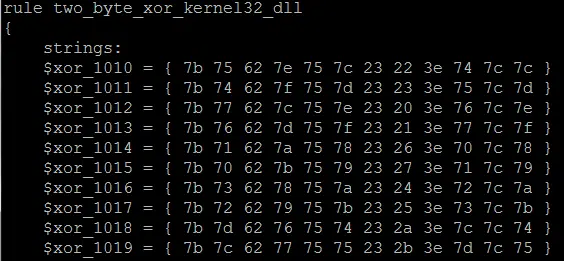 rule two_byte_xor_kernel32_dll
{
strings:
$xor_1010 = { 7b 75 62 7e 75 7c 23 22 3e 74 7c 7c }
$xor_1011 = { 7b 74 62 7f 75 7d 23 23 3e 75 7c 7d }
$xor_1012 = { 7b 77 62 7c 75 7e 23 20 3e 76 7c 7e }
$xor_1013 = { 7b 76 62 7d 75 7f 23 21 3e 77 7c 7f }
$xor_1014 = { 7b 71 62 7a 75 78 23 26 3e 70 7c 78 }
$xor_1015 = { 7b 70 62 7b 75 79 23 27 3e 71 7c 79 }
$xor_1016 = { 7b 73 62 78 75 7a 23 24 3e 72 7c 7a }
$xor_1017 = { 7b 72 62 79 75 7b 23 25 3e 73 7c 7b }
$xor_1018 = { 7b 7d 62 76 75 74 23 2a 3e 7c 7c 74 }
$xor_1019 = { 7b 7c 62 77 75 75 23 2b 3e 7d 7c 75 }